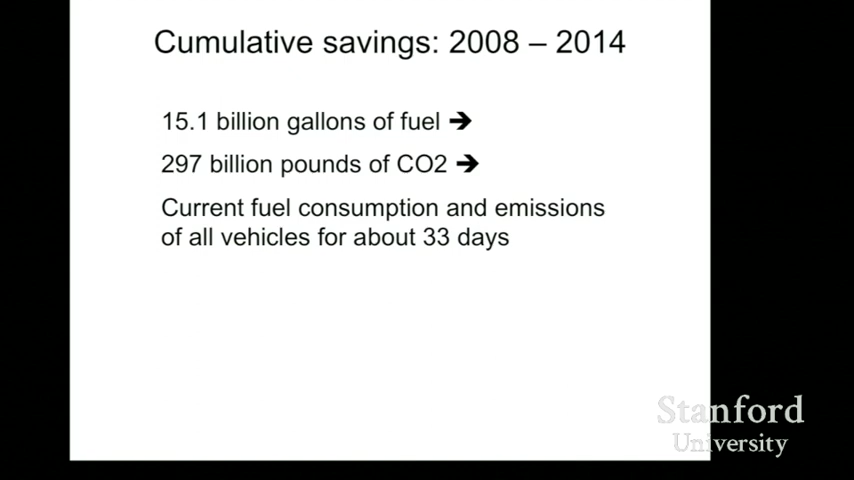 Cumulative savings: 2008 – 2014
15.1 billion gallons of fuel ➔
297 billion pounds of CO2 ➔
Current fuel consumption and emissions
of all vehicles for about 33 days
Stanford
University